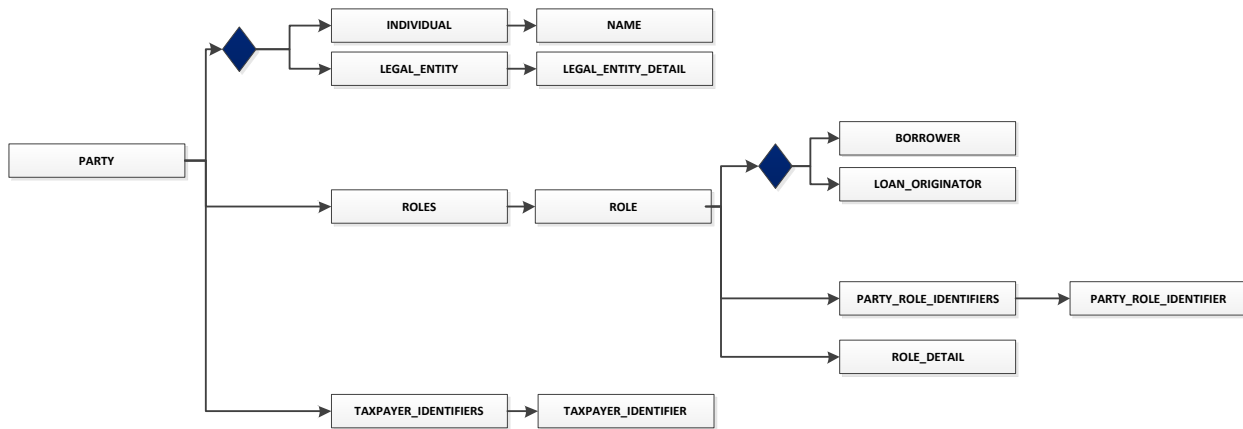 INDIVIDUAL
NAME
LEGAL_ENTITY
LEGAL_ENTITY_DETAIL
PARTY
BORROWER
LOAN_ORIGINATOR
ROLES
ROLE
PARTY_ROLE_IDENTIFIERS
PARTY_ROLE_IDENTIFIER
ROLE_DETAIL
TAXPAYER_IDENTIFIERS
TAXPAYER_IDENTIFIER